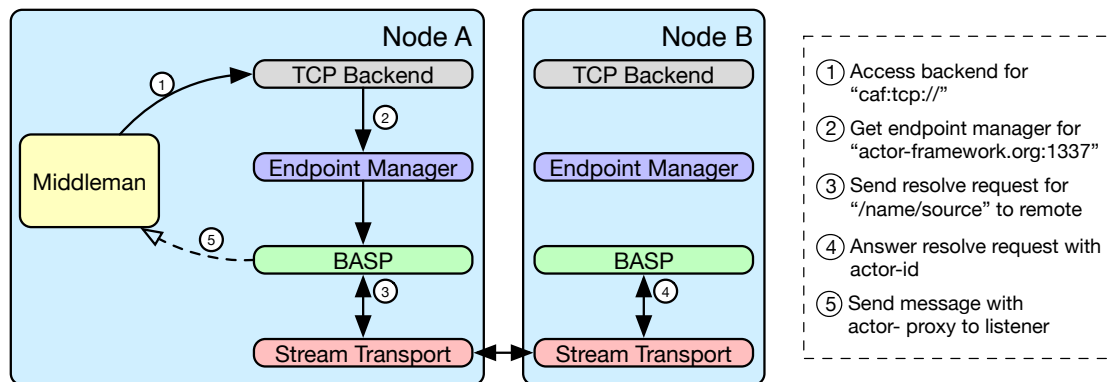 Node A
TCP Backend
①
②
Endpoint Manager
Middleman
⑤
BASP
③
Stream Transport
Node B
TCP Backend
Endpoint Manager
BASP
④
Stream Transport
① Access backend for
“caf:tcp://”
② Get endpoint manager for
“actor-framework.org:1337”
③ Send resolve request for
“/name/source” to remote
④ Answer resolve request with
actor-id
⑤ Send message with
actor- proxy to listener